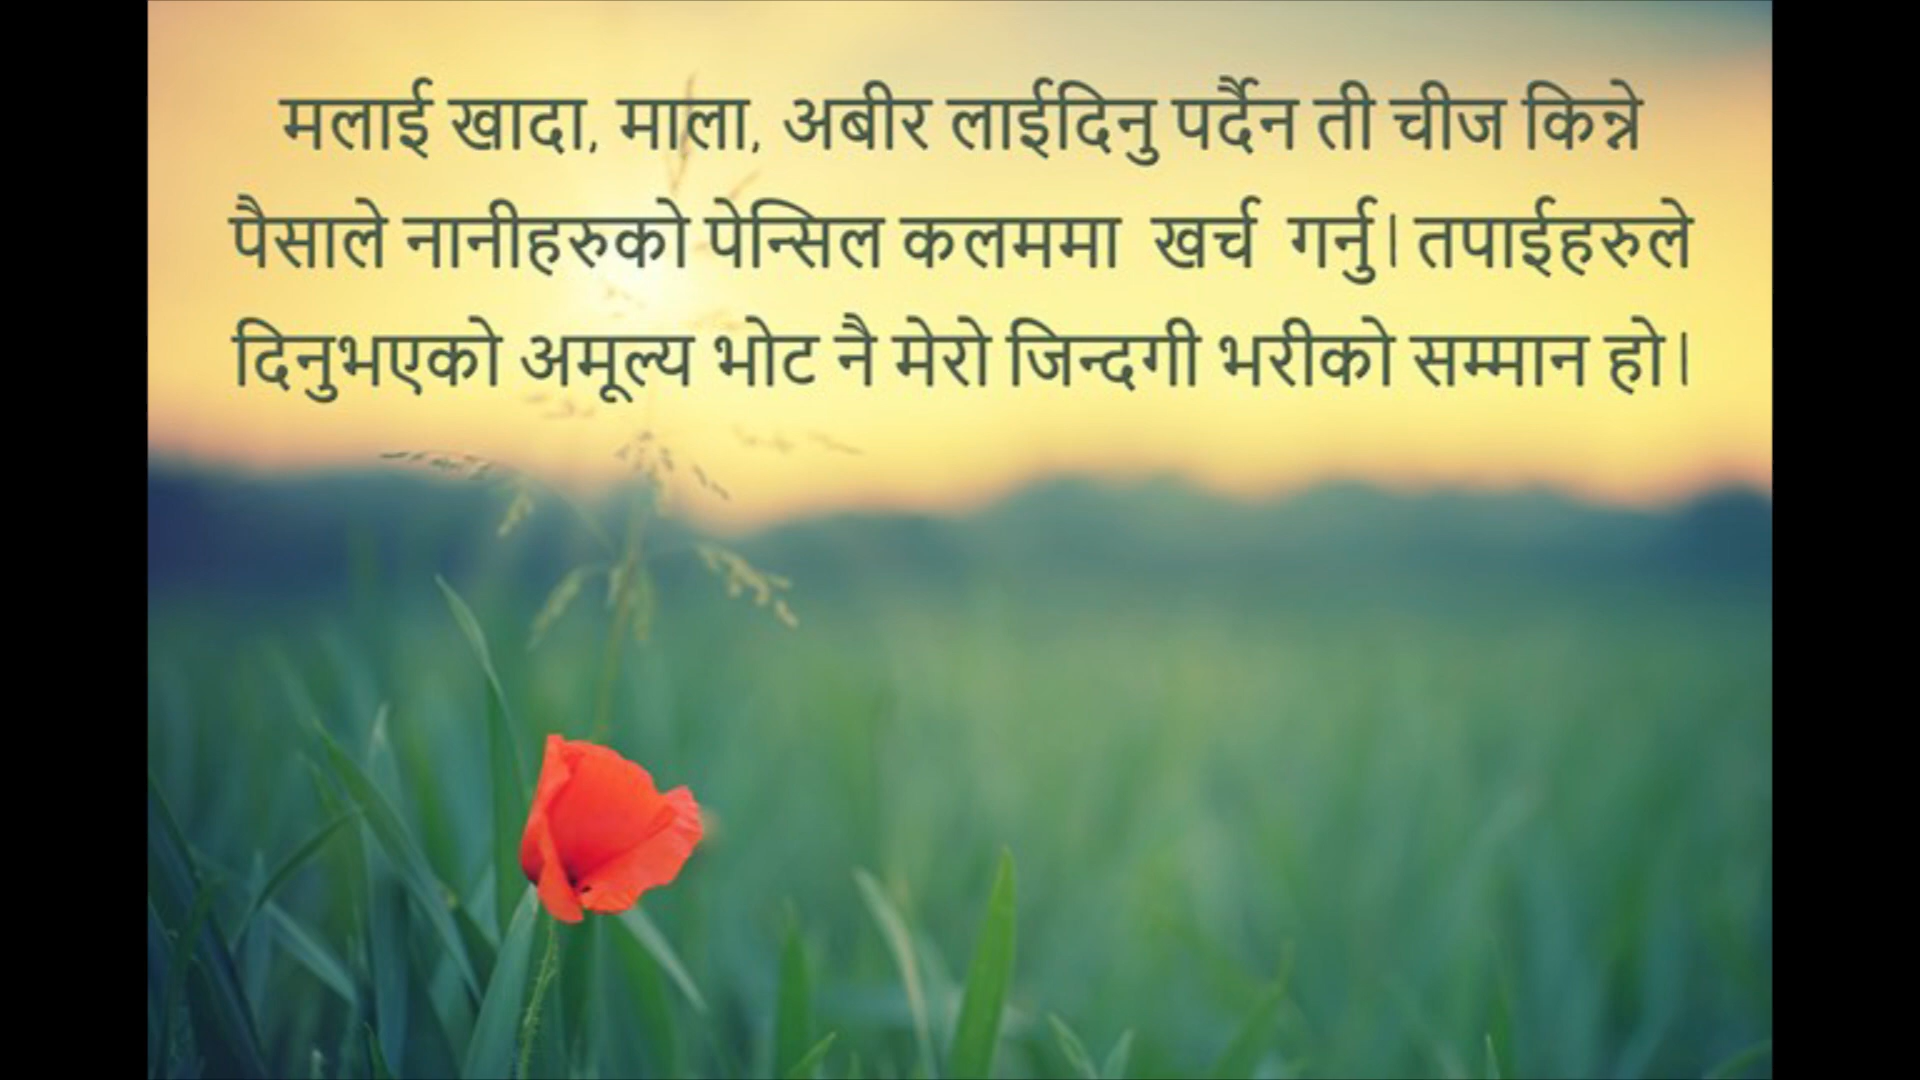 मलाई खादा, माला, अबीर लाईदिनु पर्दैन ती चीज किन्ने
पैसाले नानीहरुको पेन्सिल कलममा खर्च गर्नु। तपाईहरुले
दिनुभएको अमूल्य भोट नै मेरो जिन्दगी भरीको सम्मान हो।